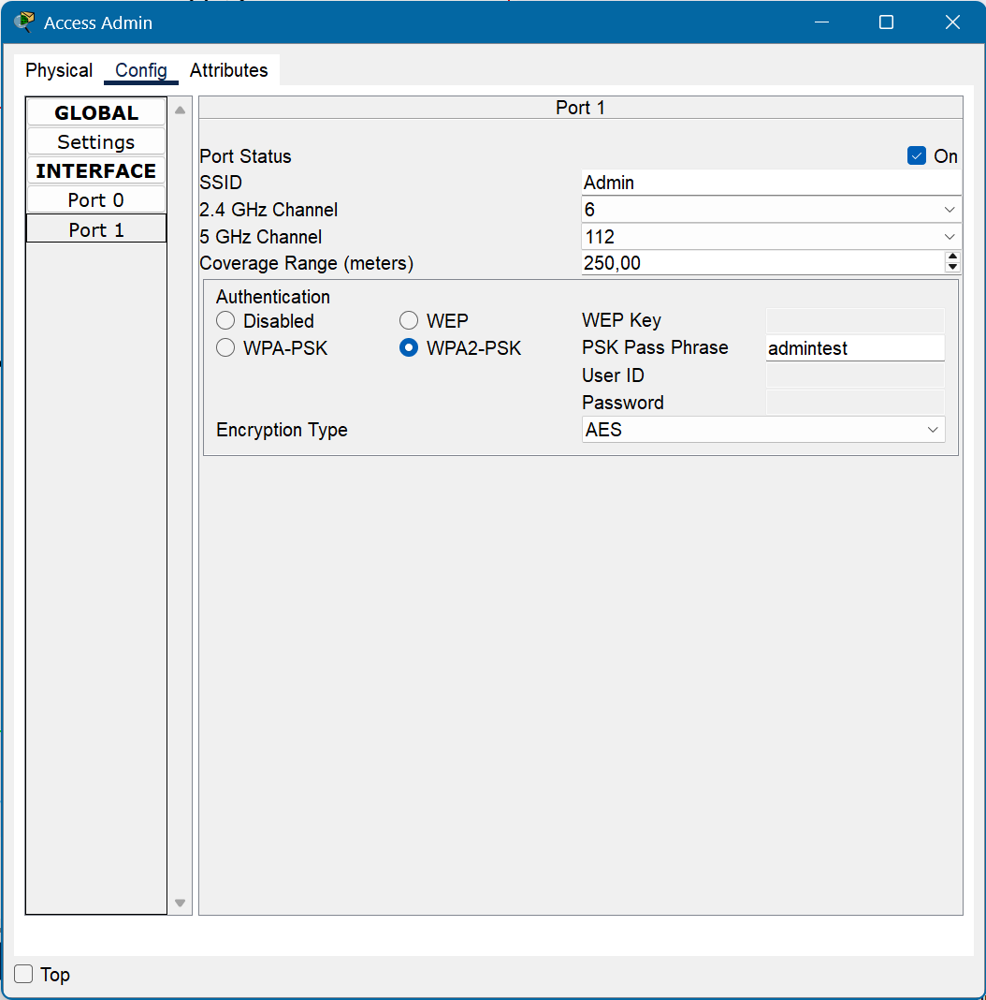 Access Admin
Physical Config Attributes
GLOBAL
Settings
INTERFACE
Port 0
Port 1
Port 1
Port Status On
SSID Admin
2.4 GHz Channel 6
5 GHz Channel 112
Coverage Range (meters) 250,00
Authentication
Disabled WEP WEP Key
WPA-PSK WPA2-PSK PSK Pass Phrase admintest
User ID
Password
Encryption Type AES
Top